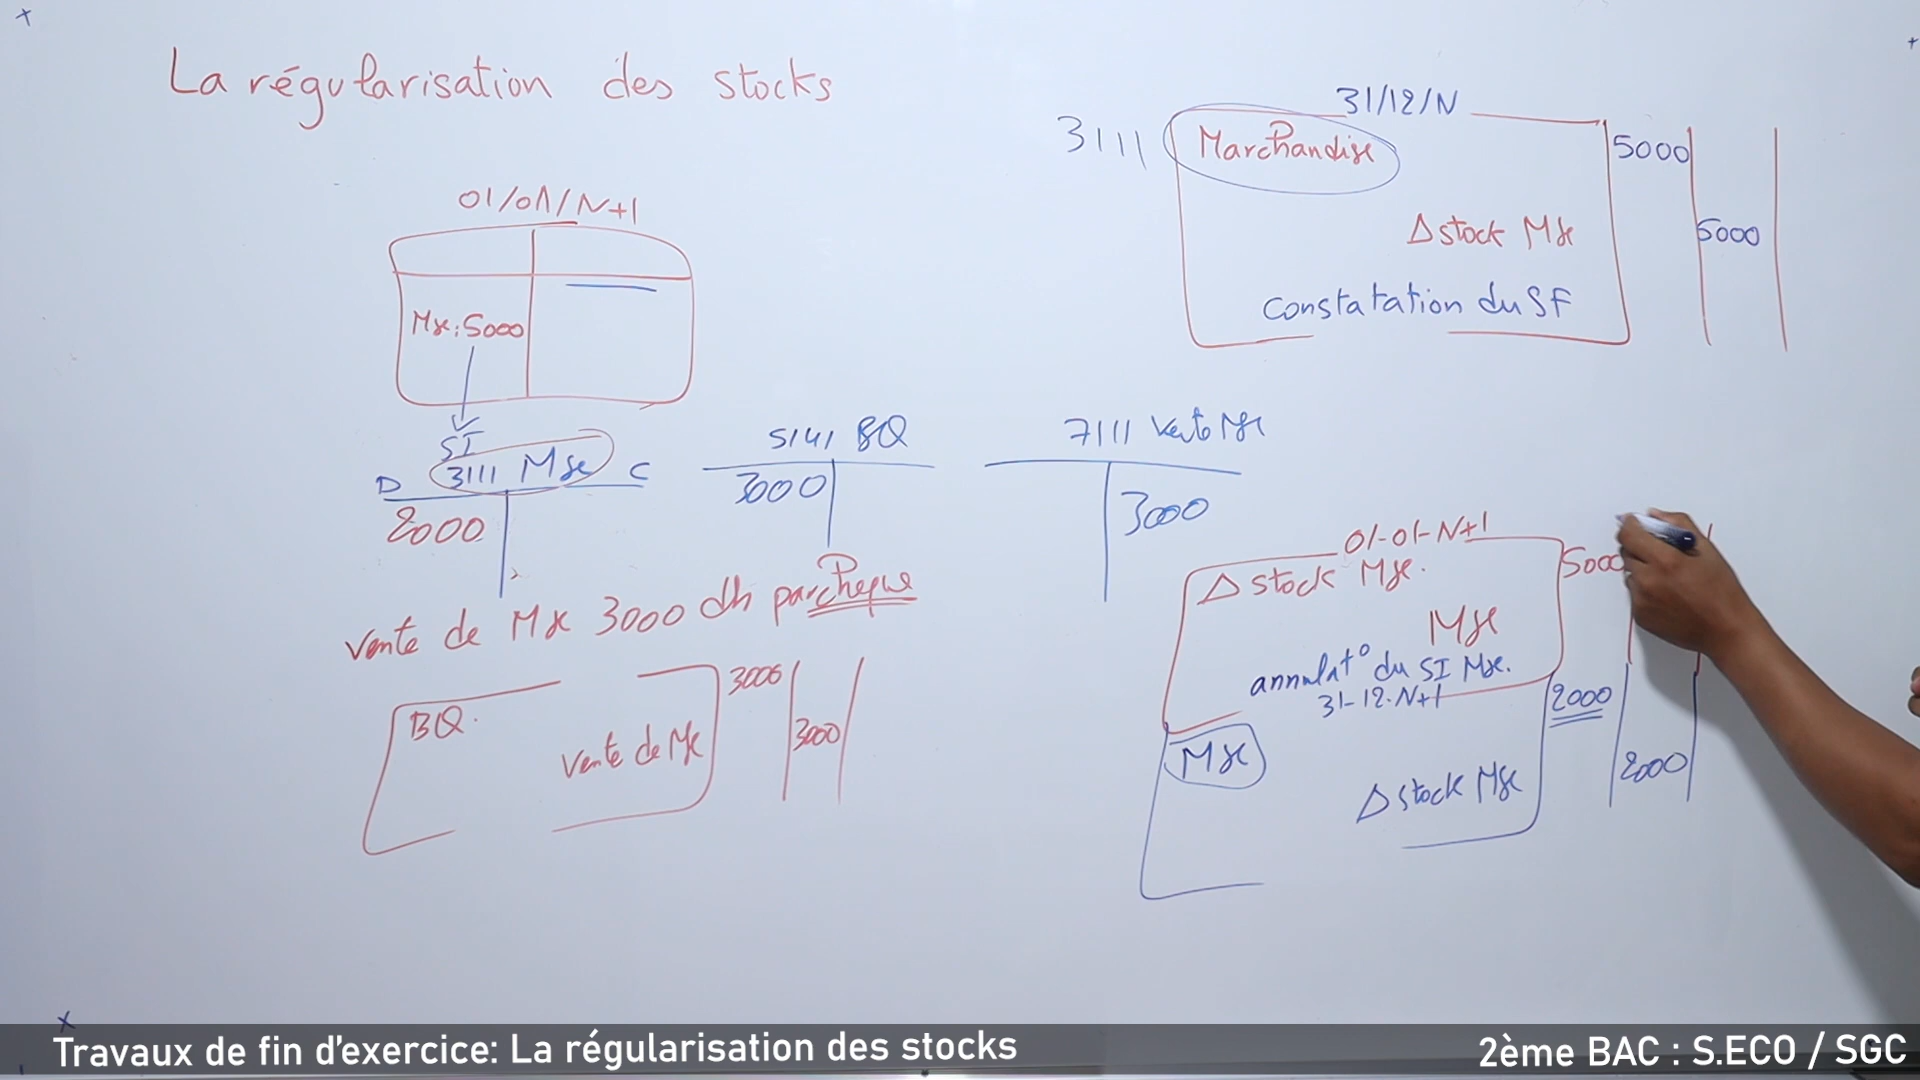 La régularisation des stocks
01/01/N+1
Mse: 5000
SI
D 3111 Mse C
2000
5141 BQ
3000
7111 Vente Mse
3000
vente de Mse 3000 dh par cheque
BQ. 3000
vente de Mse 3000
31/12/N
3111 Marchandise 5000
Δ stock Mse 5000
Constatation du SF
01-01-N+1
Δ stock Mse. 5000
Mse
annulat° du SI Mse.
31-12-N+1
Mse 2000
Δ stock Mse 2000
Travaux de fin d'exercice: La régularisation des stocks
2ème BAC : S.ECO / SGC